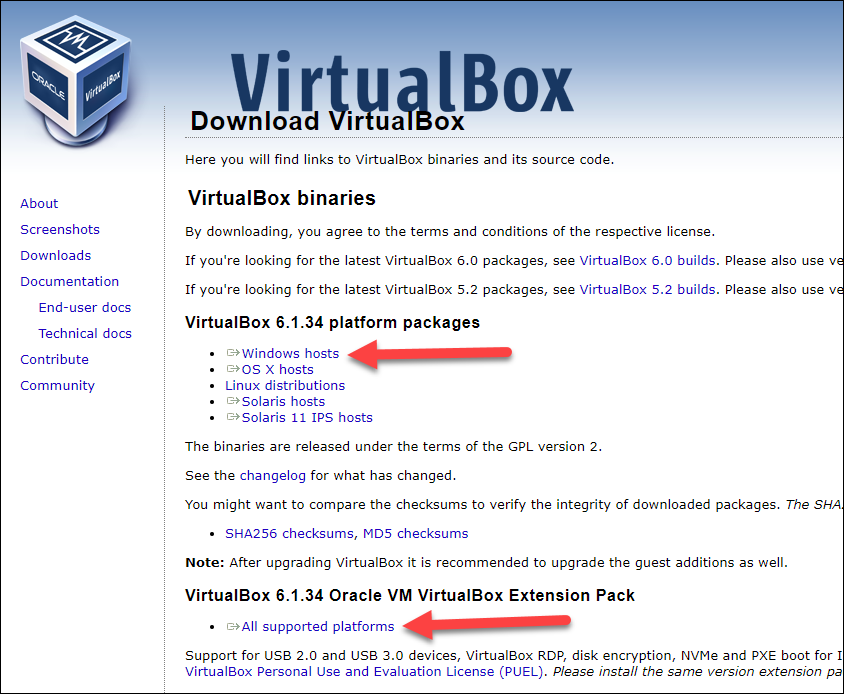 ORACLE
VirtualBox
VirtualBox
Download VirtualBox
Here you will find links to VirtualBox binaries and its source code.
About
Screenshots
Downloads
Documentation
End-user docs
Technical docs
Contribute
Community
VirtualBox binaries
By downloading, you agree to the terms and conditions of the respective license.
If you're looking for the latest VirtualBox 6.0 packages, see VirtualBox 6.0 builds. Please also use ve
If you're looking for the latest VirtualBox 5.2 packages, see VirtualBox 5.2 builds. Please also use ve
VirtualBox 6.1.34 platform packages
Windows hosts
OS X hosts
Linux distributions
Solaris hosts
Solaris 11 IPS hosts
The binaries are released under the terms of the GPL version 2.
See the changelog for what has changed.
You might want to compare the checksums to verify the integrity of downloaded packages. The SHA
SHA256 checksums, MD5 checksums
Note: After upgrading VirtualBox it is recommended to upgrade the guest additions as well.
VirtualBox 6.1.34 Oracle VM VirtualBox Extension Pack
All supported platforms
Support for USB 2.0 and USB 3.0 devices, VirtualBox RDP, disk encryption, NVMe and PXE boot for I
VirtualBox Personal Use and Evaluation License (PUEL). Please install the same version extension pa